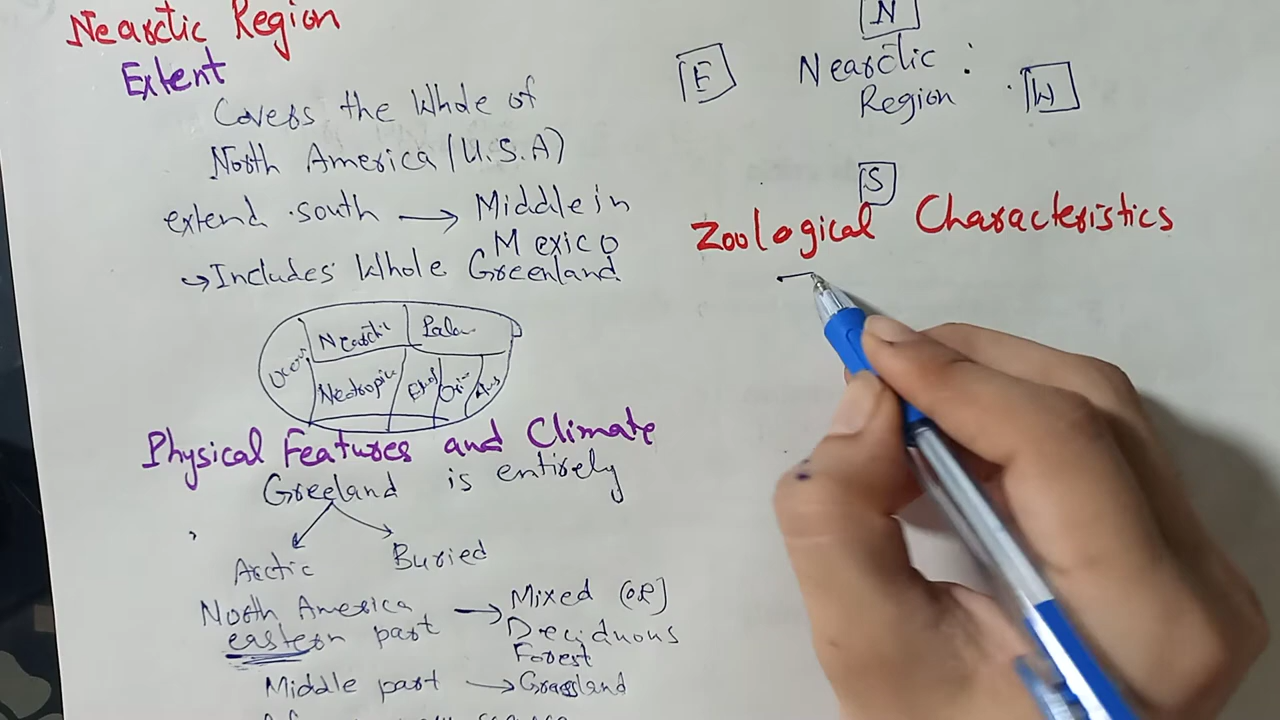 Nearctic Region
Extent
Covers the Whole of
North America (U.S.A)
extend south → Middle in
Mexico
→ Includes Whole Greenland
Nearctic
Neotropic
Physical Features and Climate
Greeland is entirely
Arctic
Buried
North America
eastern part → Mixed (OR)
Deciduous
Forest
Middle part → Grassland
N
E
Nearctic :
Region
W
S
Zoological Characteristics